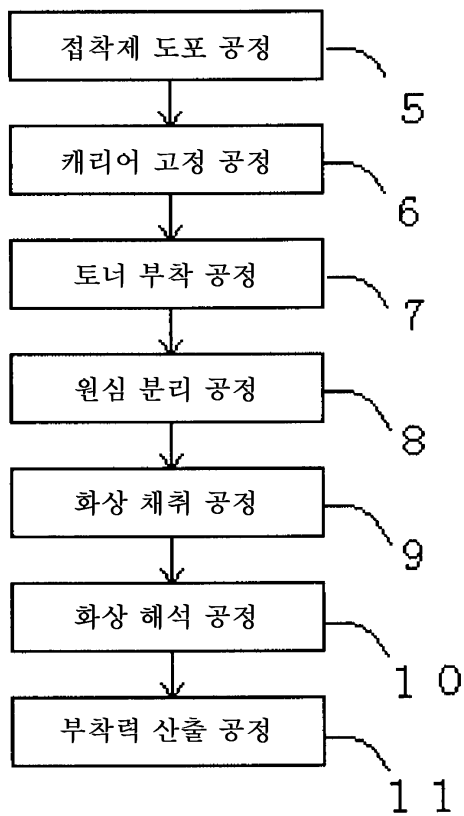 접착제 도포 공정
5
캐리어 고정 공정
6
토너 부착 공정
7
원심 분리 공정
8
화상 채취 공정
9
화상 해석 공정
10
부착력 산출 공정
11